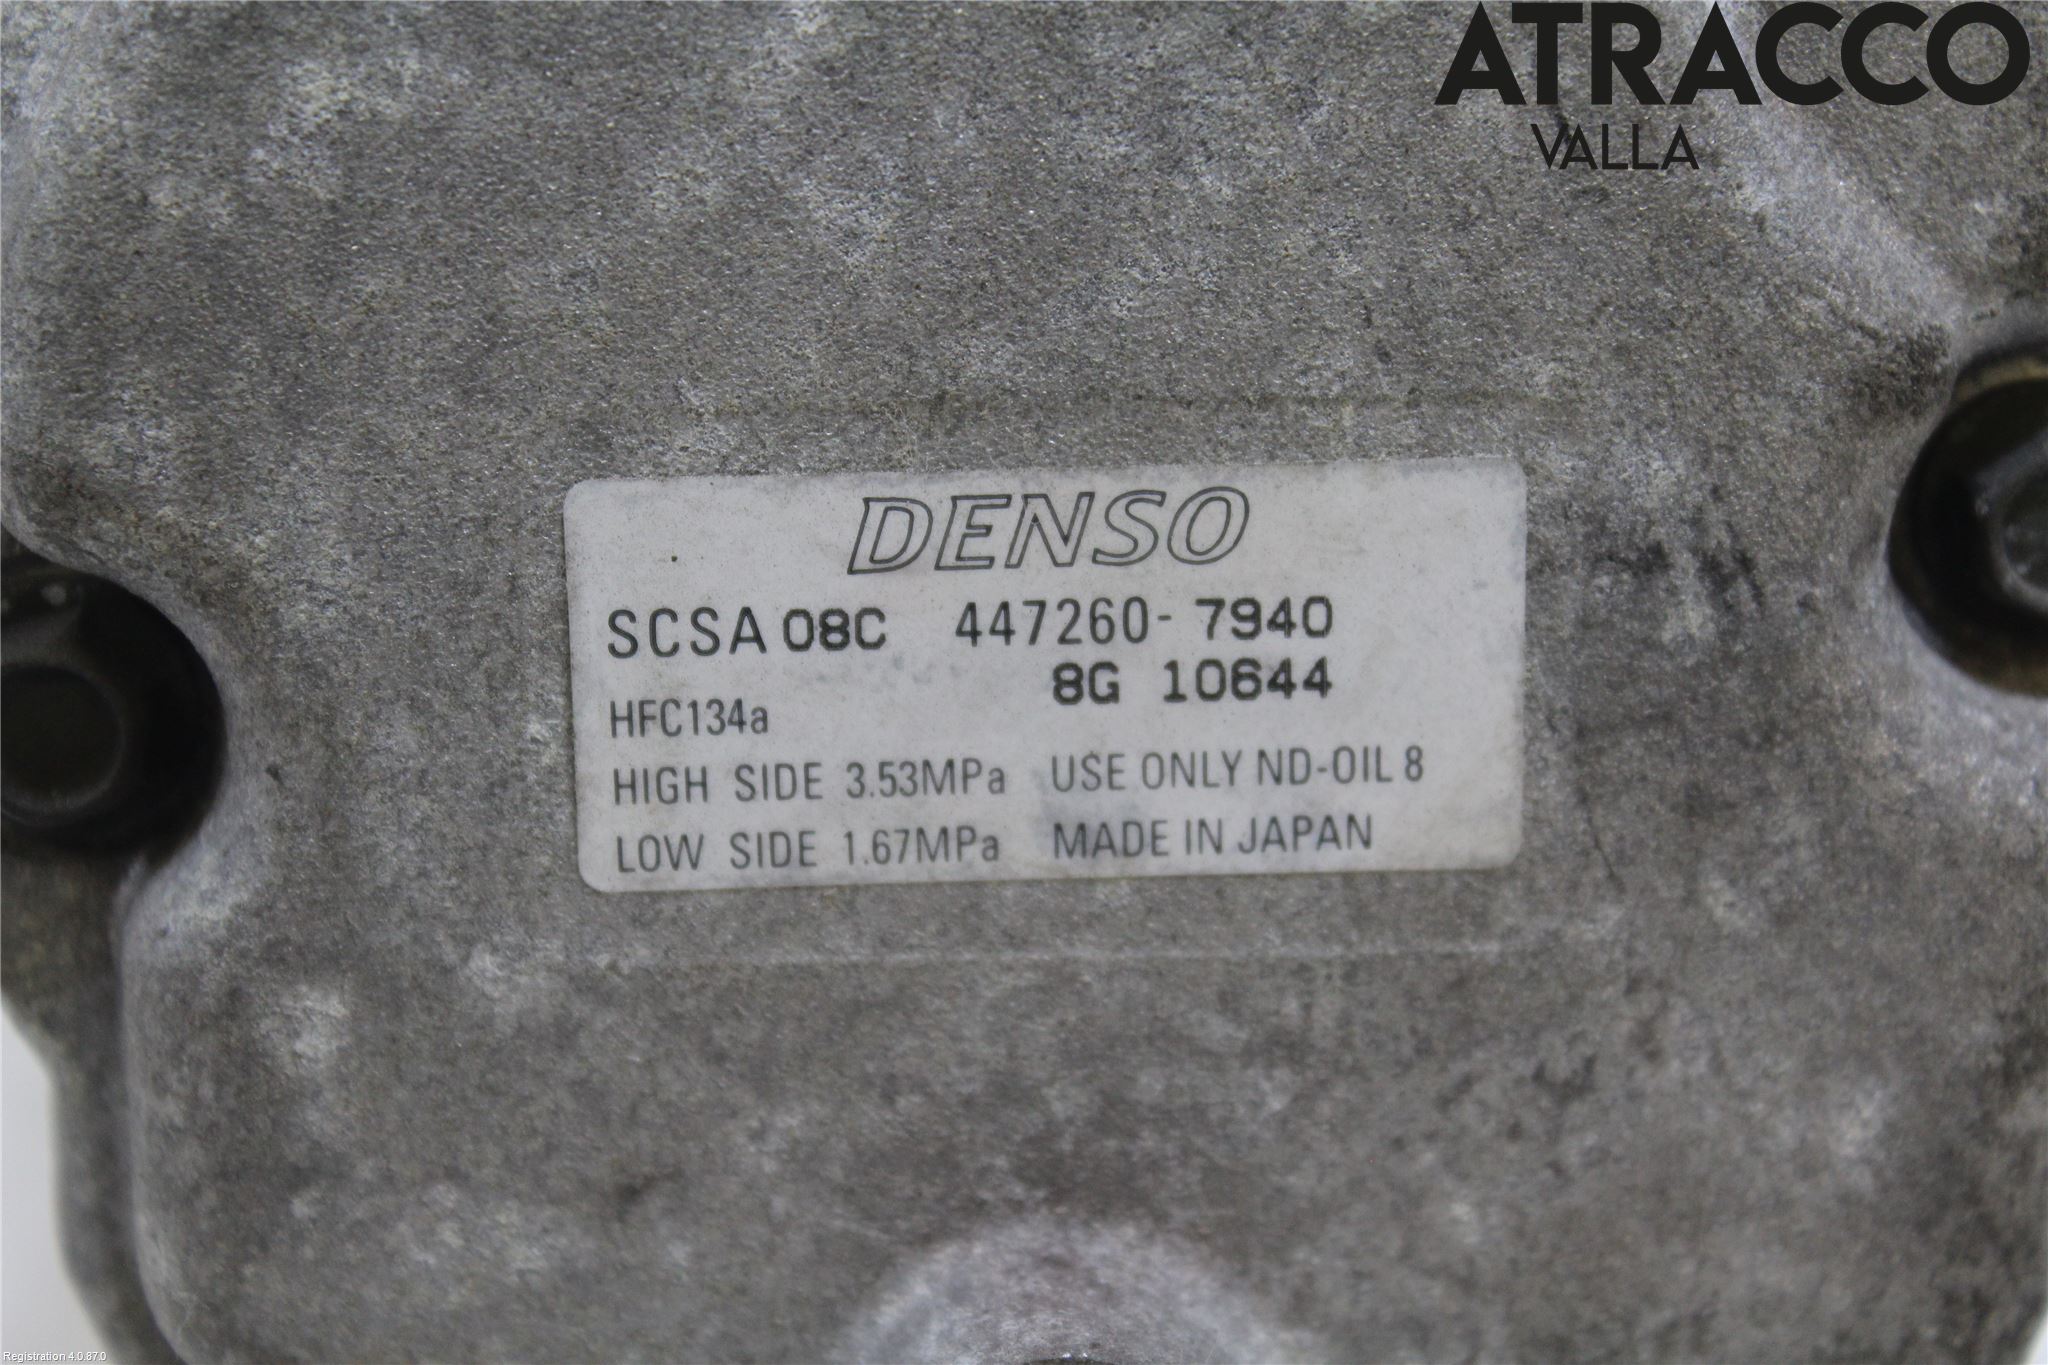 ATRACCO
VALLA
DENSO
SCSA 08C 447260-7940
8G 10644
HFC134a
HIGH SIDE 3.53MPa USE ONLY ND-OIL 8
LOW SIDE 1.67MPa MADE IN JAPAN
Registration 4.0.87.0